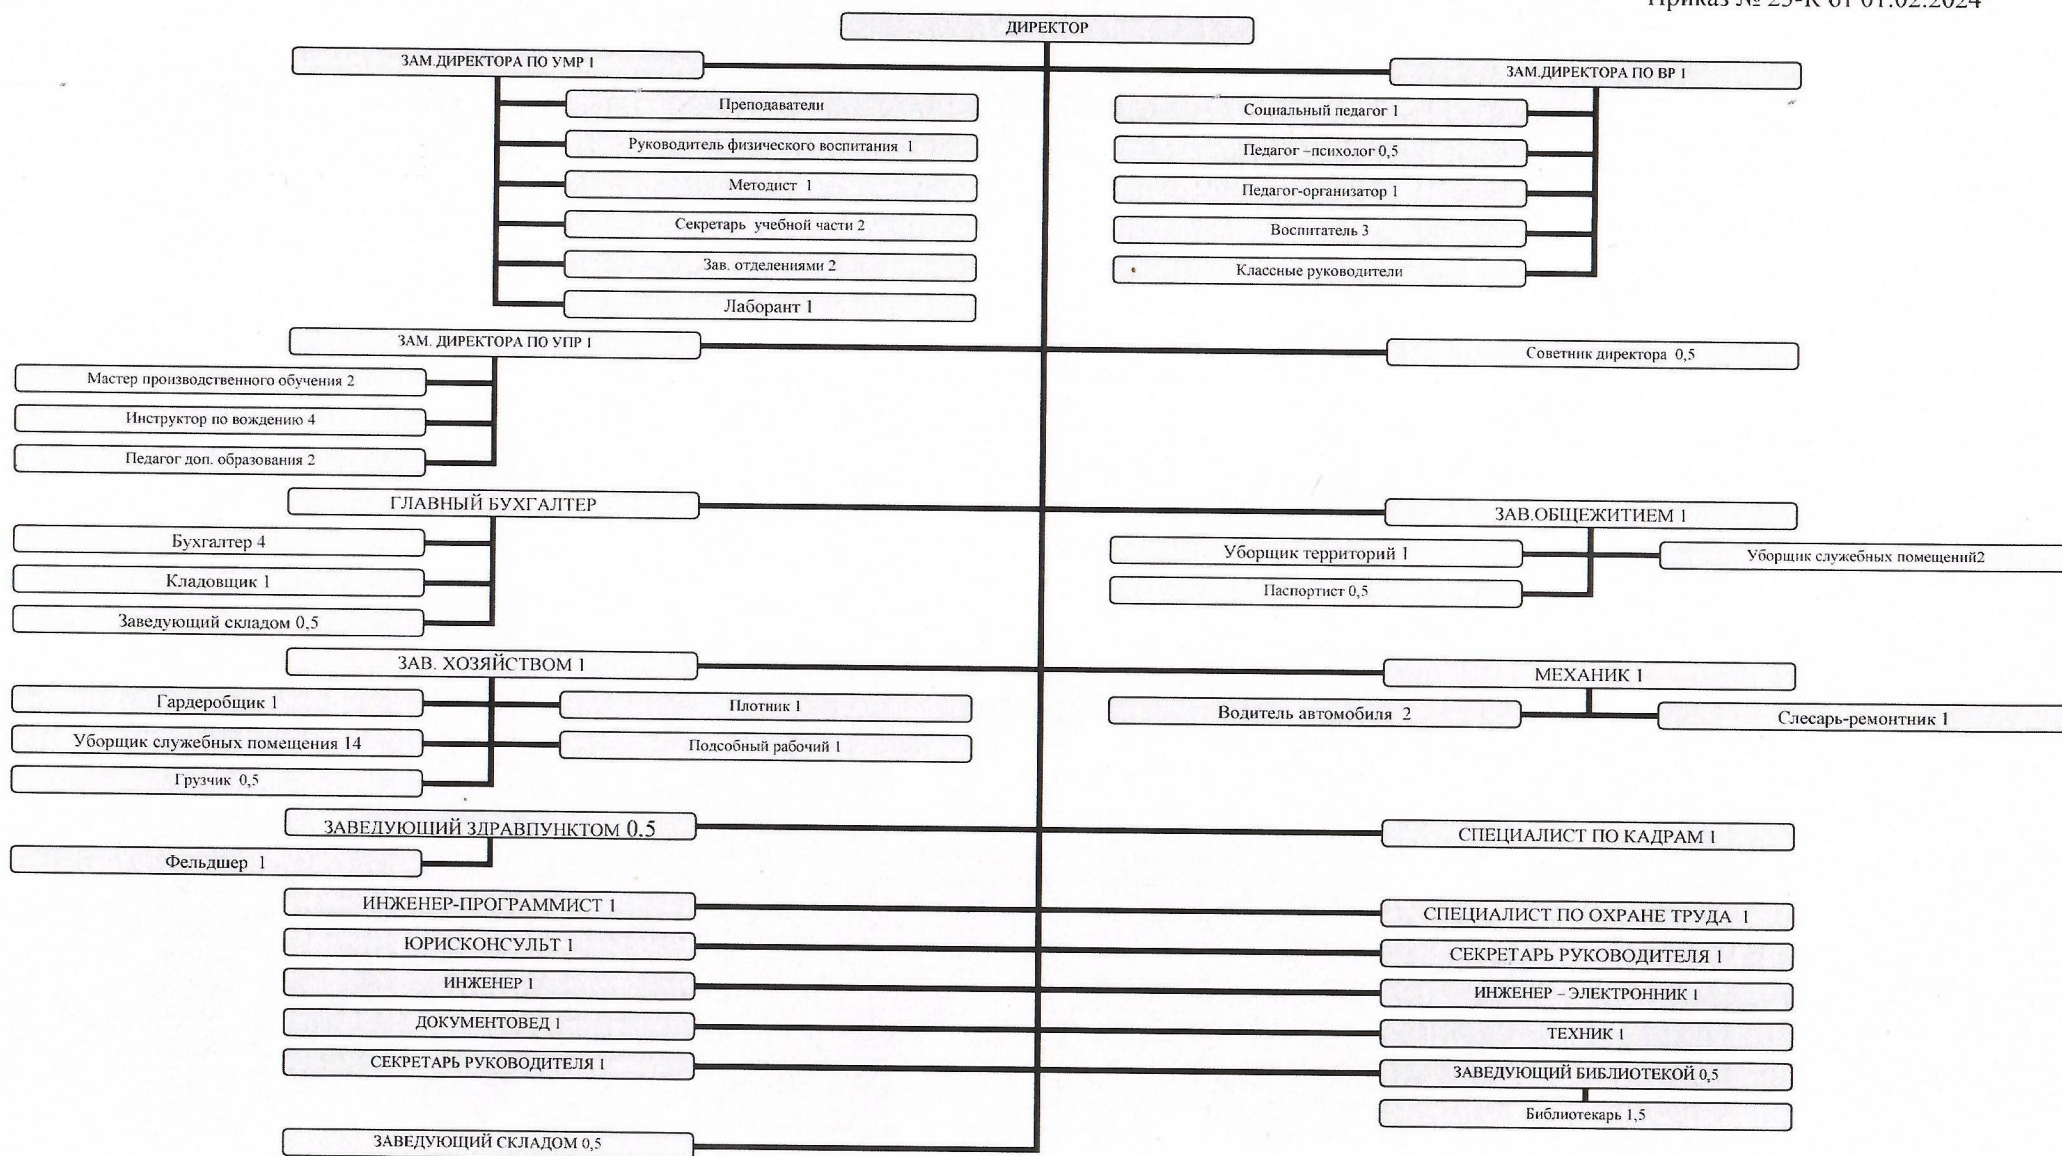 Приказ № 25-К от 01.02.2024
ДИРЕКТОР
ЗАМ.ДИРЕКТОРА ПО УМР 1
Преподаватели
Руководитель физического воспитания 1
Методист 1
Секретарь учебной части 2
Зав. отделениями 2
Лаборант 1
ЗАМ.ДИРЕКТОРА ПО ВР 1
Социальный педагог 1
Педагог –психолог 0,5
Педагог-организатор 1
Воспитатель 3
Классные руководители
ЗАМ. ДИРЕКТОРА ПО УПР 1
Мастер производственного обучения 2
Инструктор по вождению 4
Педагог доп. образования 2
Советник директора 0,5
ГЛАВНЫЙ БУХГАЛТЕР
Бухгалтер 4
Кладовщик 1
Заведующий складом 0,5
ЗАВ.ОБЩЕЖИТИЕМ 1
Уборщик территорий 1
Уборщик служебных помещений2
Паспортист 0,5
ЗАВ. ХОЗЯЙСТВОМ 1
Гардеробщик 1
Плотник 1
Уборщик служебных помещения 14
Подсобный рабочий 1
Грузчик 0,5
МЕХАНИК 1
Водитель автомобиля 2
Слесарь-ремонтник 1
ЗАВЕДУЮЩИЙ ЗДРАВПУНКТОМ 0.5
Фельдшер 1
СПЕЦИАЛИСТ ПО КАДРАМ 1
ИНЖЕНЕР-ПРОГРАММИСТ 1
СПЕЦИАЛИСТ ПО ОХРАНЕ ТРУДА 1
ЮРИСКОНСУЛЬТ 1
СЕКРЕТАРЬ РУКОВОДИТЕЛЯ 1
ИНЖЕНЕР 1
ИНЖЕНЕР – ЭЛЕКТРОННИК 1
ДОКУМЕНТОВЕД 1
ТЕХНИК 1
СЕКРЕТАРЬ РУКОВОДИТЕЛЯ 1
ЗАВЕДУЮЩИЙ БИБЛИОТЕКОЙ 0,5
Библиотекарь 1,5
ЗАВЕДУЮЩИЙ СКЛАДОМ 0,5